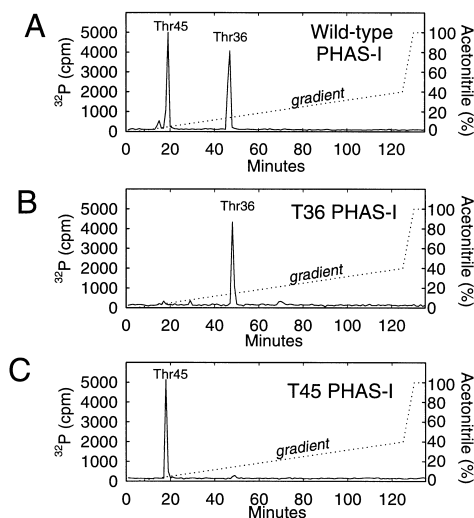 A
Wild-type
PHAS-I
Thr45
Thr36
gradient
5000
4000
3000
2000
1000
0
32P (cpm)
100
80
60
40
20
0
Acetonitrile (%)
0 20 40 60 80 100 120
Minutes
B
T36 PHAS-I
Thr36
gradient
5000
4000
3000
2000
1000
0
32P (cpm)
100
80
60
40
20
0
Acetonitrile (%)
0 20 40 60 80 100 120
Minutes
C
T45 PHAS-I
Thr45
gradient
5000
4000
3000
2000
1000
0
32P (cpm)
100
80
60
40
20
0
Acetonitrile (%)
0 20 40 60 80 100 120
Minutes